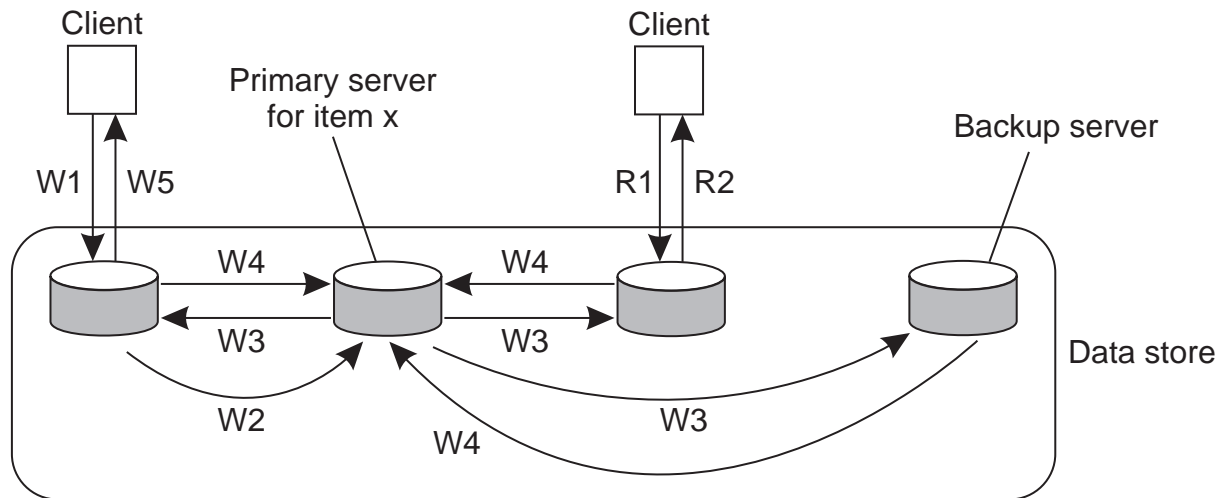 Client
Client
Primary server
for item x
Backup server
W1
W5
R1
R2
W4
W4
W3
W3
Data store
W2
W3
W4